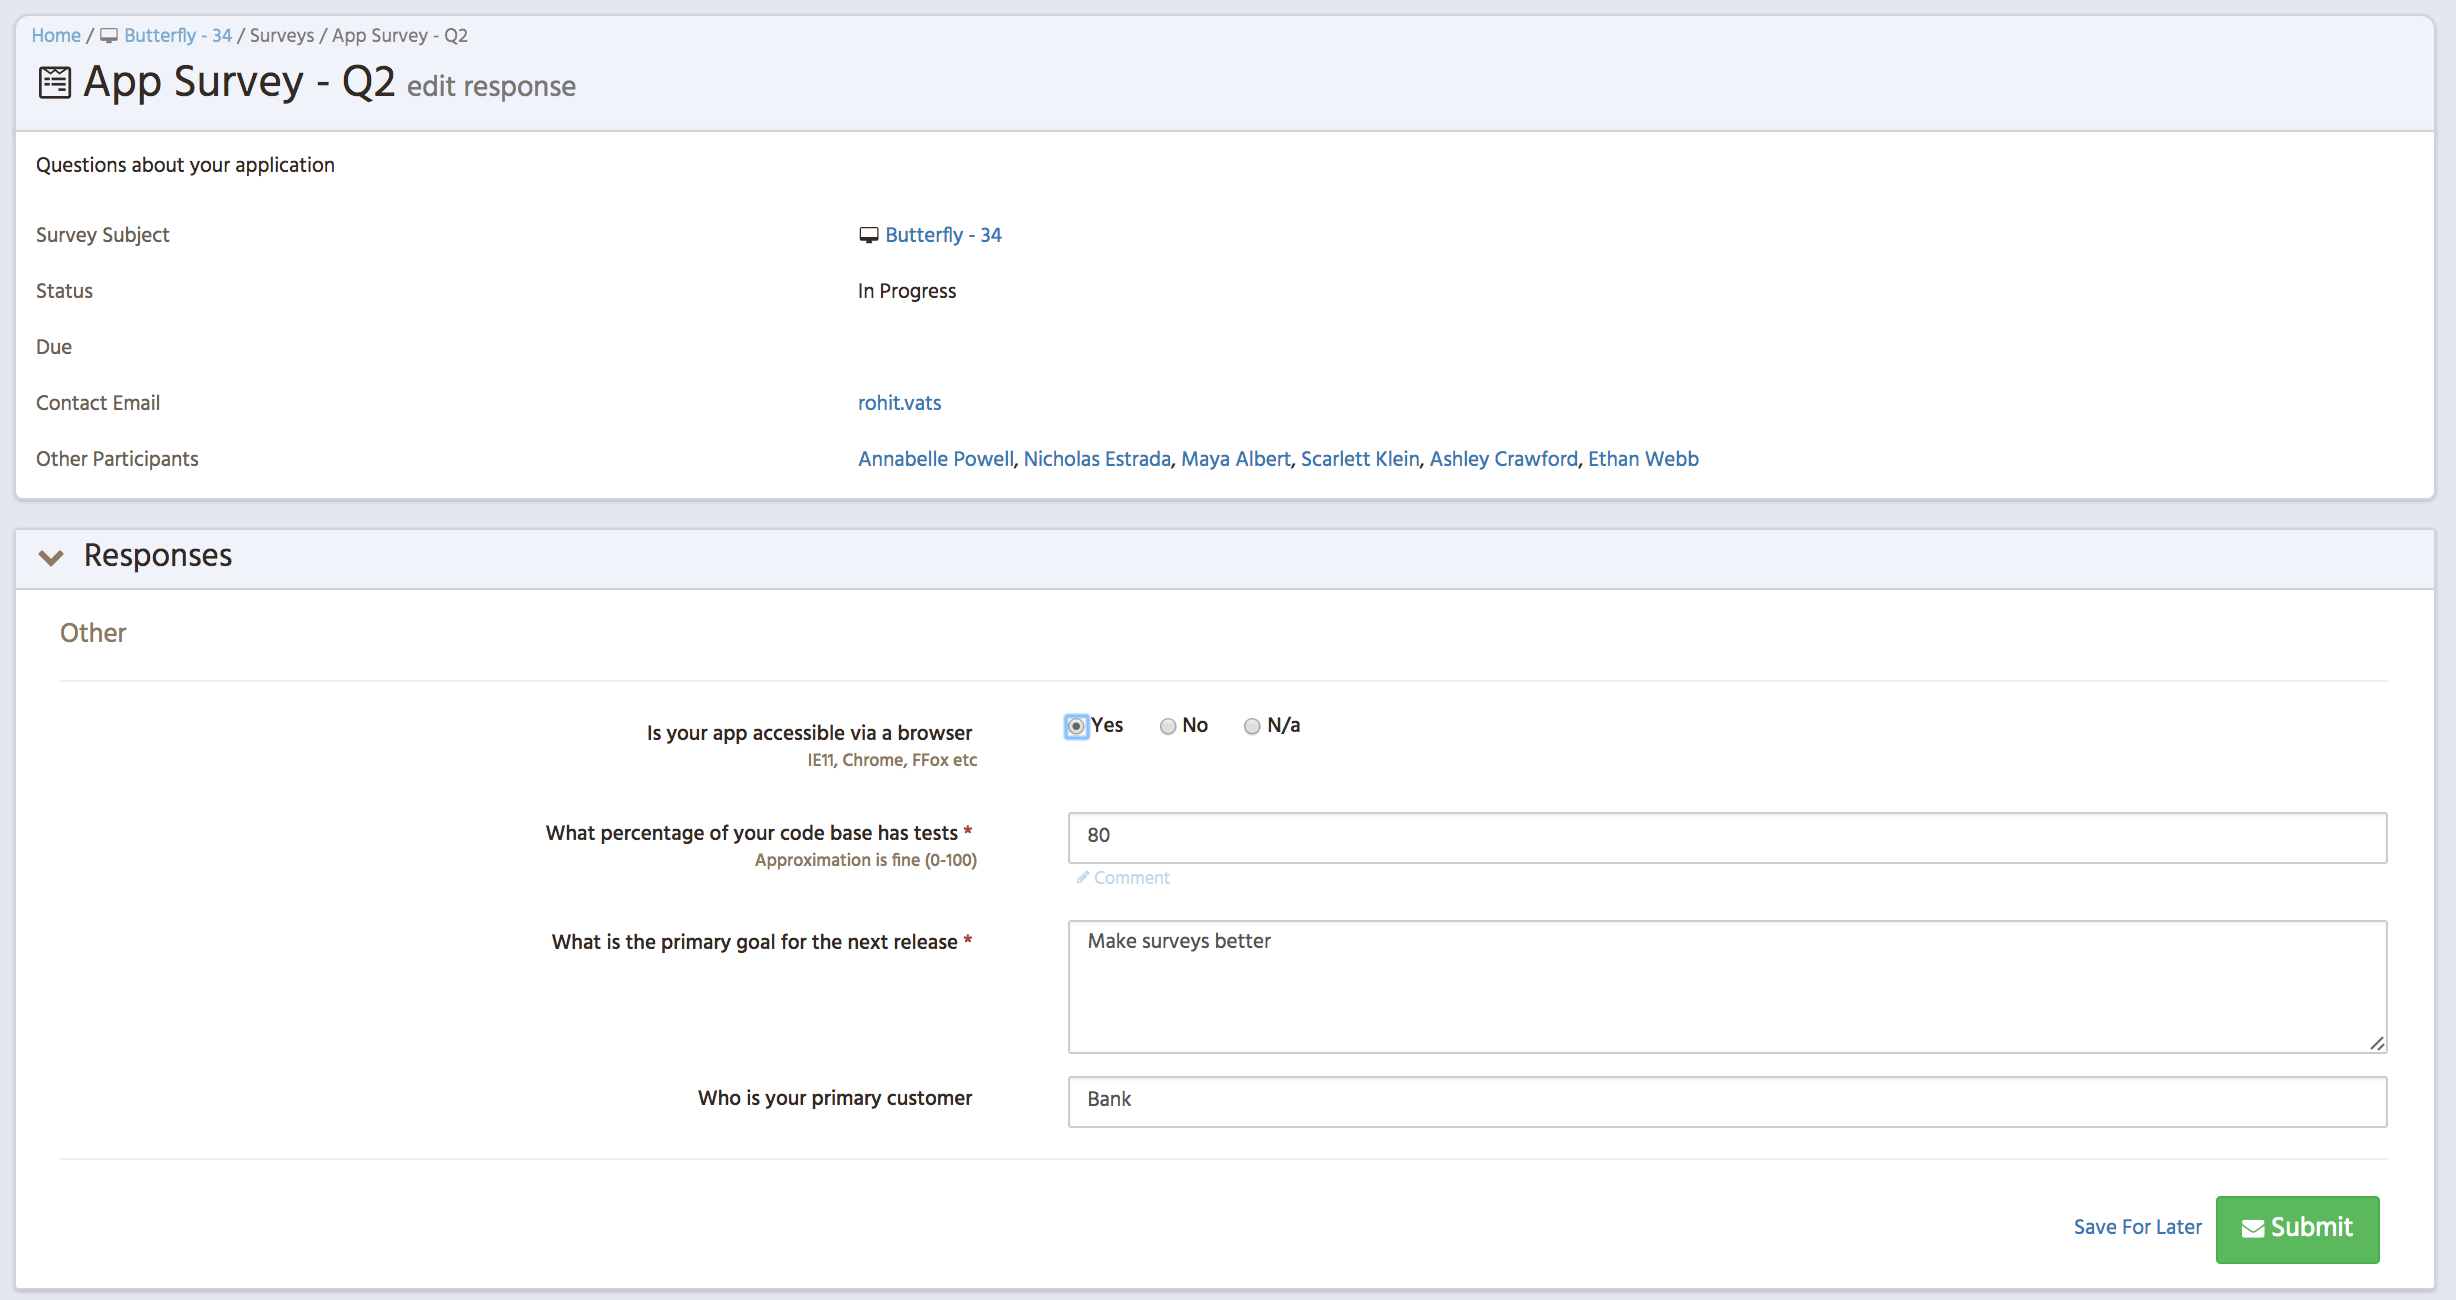 Home / Butterfly - 34 / Surveys / App Survey - Q2
App Survey - Q2 edit response
Questions about your application
Survey Subject Butterfly - 34
Status In Progress
Due
Contact Email rohit.vats
Other Participants Annabelle Powell, Nicholas Estrada, Maya Albert, Scarlett Klein, Ashley Crawford, Ethan Webb
Responses
Other
Is your app accessible via a browser Yes No N/a
IE11, Chrome, FFox etc
What percentage of your code base has tests * 80
Approximation is fine (0-100)
Comment
What is the primary goal for the next release * Make surveys better
Who is your primary customer Bank
Save For Later Submit